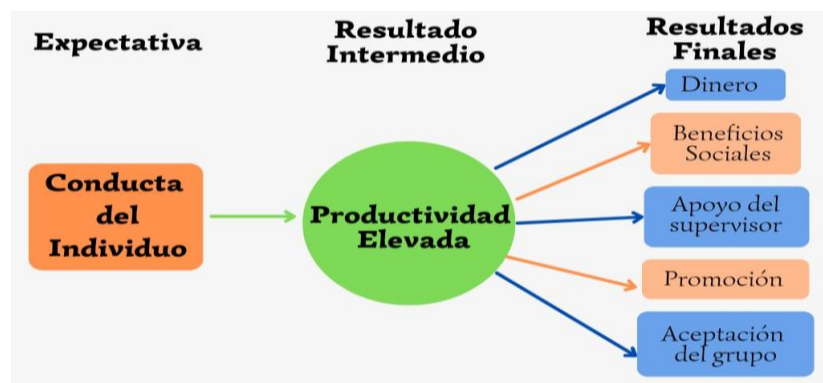 Expectativa
Resultado
Intermedio
Resultados
Finales
Conducta
del
Individuo
Productividad
Elevada
Dinero
Beneficios
Sociales
Apoyo del
supervisor
Promoción
Aceptación
del grupo